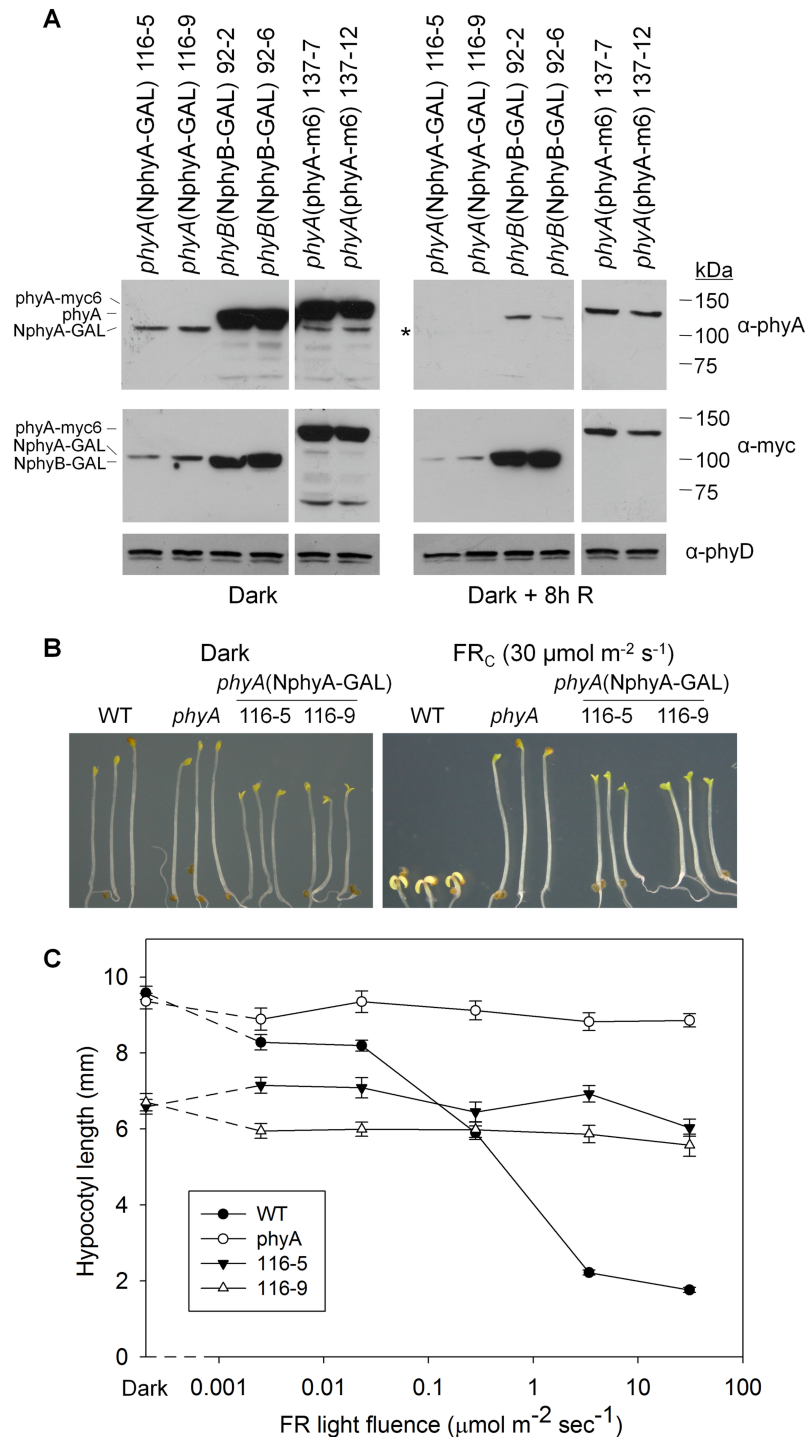 A
phyA(NphyA-GAL) 116-5
phyA(NphyA-GAL) 116-9
phyB(NphyB-GAL) 92-2
phyB(NphyB-GAL) 92-6
phyA(phyA-m6) 137-7
phyA(phyA-m6) 137-12
phyA(NphyA-GAL) 116-5
phyA(NphyA-GAL) 116-9
phyB(NphyB-GAL) 92-2
phyB(NphyB-GAL) 92-6
phyA(phyA-m6) 137-7
phyA(phyA-m6) 137-12
kDa
phyA-myc6
phyA
NphyA-GAL
*
150
100
75
α-phyA
phyA-myc6
NphyA-GAL
NphyB-GAL
150
100
75
α-myc
α-phyD
Dark
Dark + 8h R
B
Dark
FRC (30 µmol m-2 s-1)
phyA(NphyA-GAL)
phyA(NphyA-GAL)
WT phyA 116-5 116-9
WT phyA 116-5 116-9
C
Hypocotyl length (mm)
10
8
6
4
2
0
WT
phyA
116-5
116-9
Dark 0.001 0.01 0.1 1 10 100
FR light fluence (µmol m-2 sec-1)